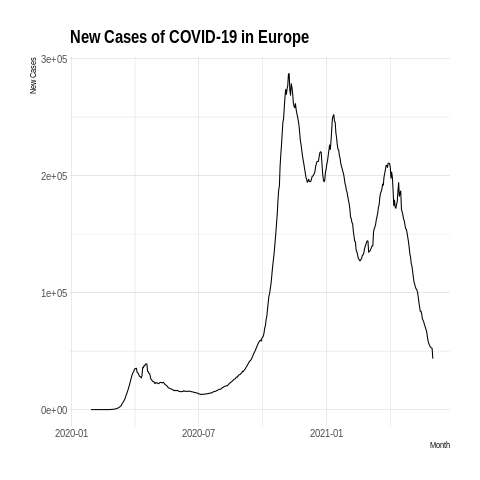 New Cases of COVID-19 in Europe
New Cases
3e+05
2e+05
1e+05
0e+00
2020-01 2020-07 2021-01
Month